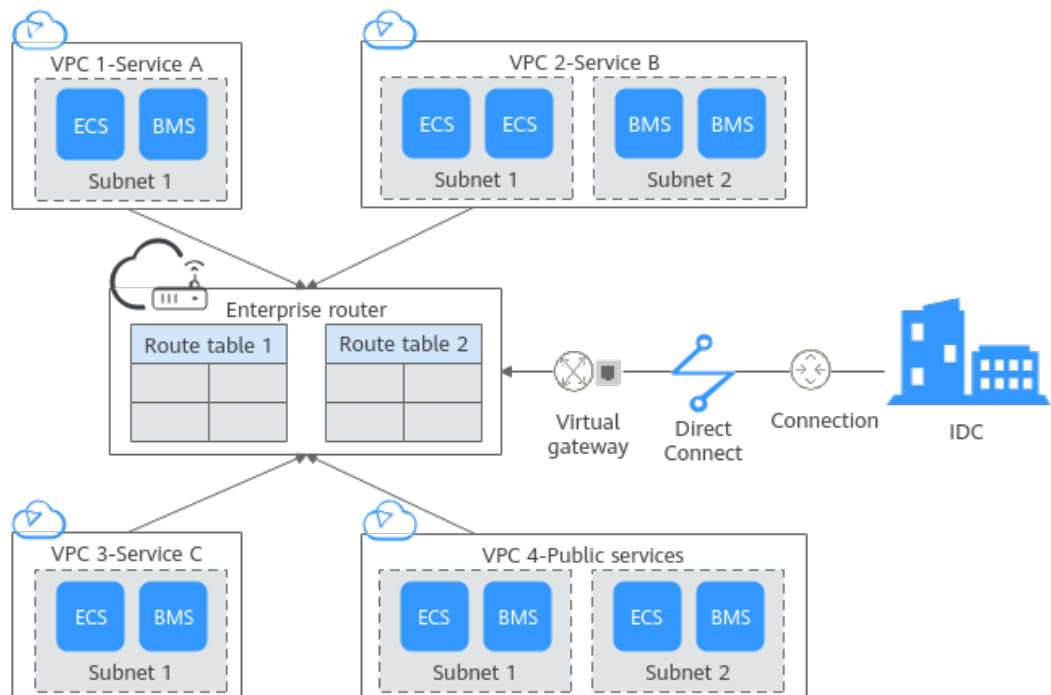 VPC 1-Service A
ECS
BMS
Subnet 1
VPC 2-Service B
ECS
ECS
Subnet 1
BMS
BMS
Subnet 2
Enterprise router
Route table 1
Route table 2
Virtual
gateway
Direct
Connect
Connection
IDC
VPC 3-Service C
ECS
BMS
Subnet 1
VPC 4-Public services
ECS
BMS
Subnet 1
ECS
BMS
Subnet 2